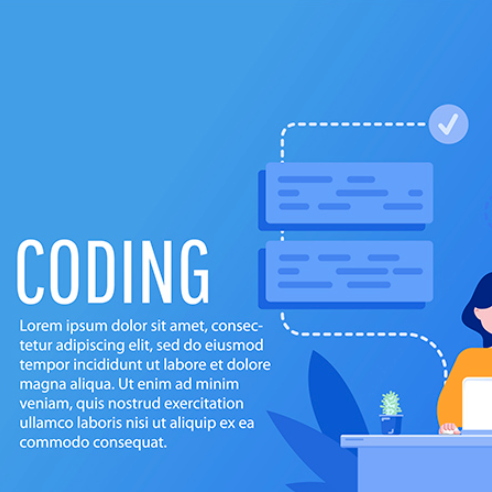 CODING
Lorem ipsum dolor sit amet, consec-
tetur adipiscing elit, sed do eiusmod
tempor incididunt ut labore et dolore
magna aliqua. Ut enim ad minim
veniam, quis nostrud exercitation
ullamco laboris nisi ut aliquip ex ea
commodo consequat.